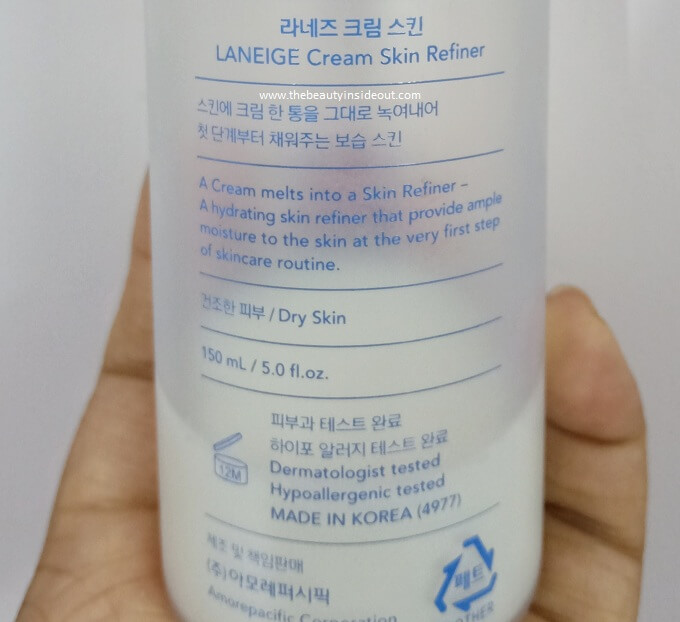 라네즈 크림 스킨
LANEIGE Cream Skin Refiner
www.thebeautyinsideout.com
스킨에 크림 한 통을 그대로 녹여내어
첫 단계부터 채워주는 보습 스킨
A Cream melts into a Skin Refiner –
A hydrating skin refiner that provide ample
moisture to the skin at the very first step
of skincare routine.
건조한 피부 / Dry Skin
150 mL / 5.0 fl.oz.
피부과 테스트 완료
하이포 알러지 테스트 완료
Dermatologist tested
12M
Hypoallergenic tested
MADE IN KOREA (4977)
제조 및 책임판매
(주)아모레퍼시픽
페트
Amorepacific Corporation
OTHER